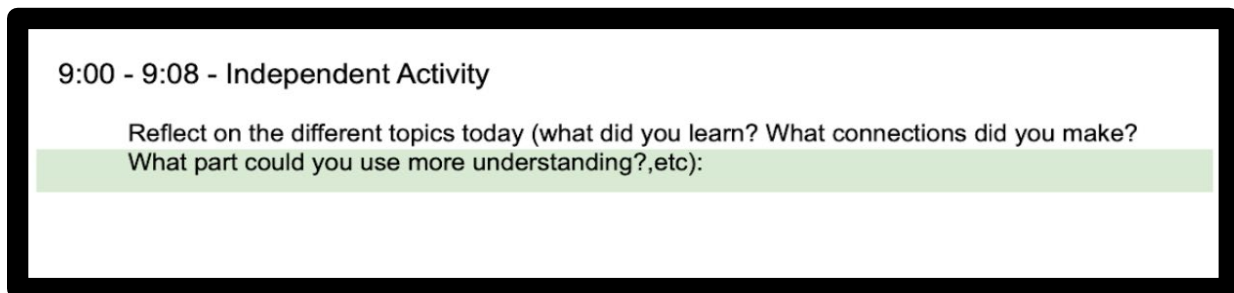 9:00 - 9:08 - Independent Activity
Reflect on the different topics today (what did you learn? What connections did you make?
What part could you use more understanding?,etc):